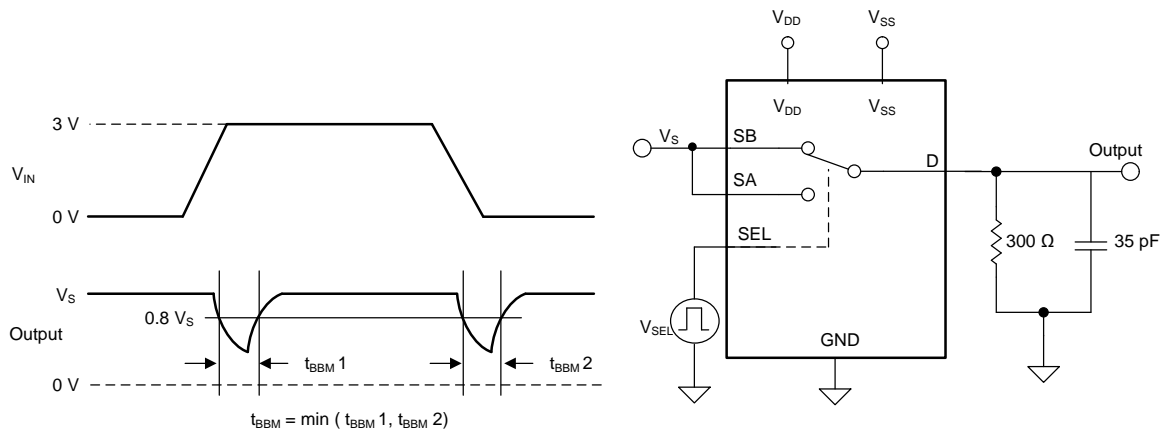 3 V
V_IN
0 V
V_S
0.8 V_S
Output
t_BBM 1
t_BBM 2
0 V
t_BBM = min ( t_BBM 1, t_BBM 2)
V_DD
V_SS
V_DD
V_SS
V_S
SB
SA
SEL
D
Output
300 Ω
35 pF
V_SEL
GND